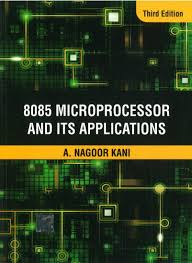 Third Edition
8085 MICROPROCESSOR
AND ITS APPLICATIONS
A. NAGOOR KANI